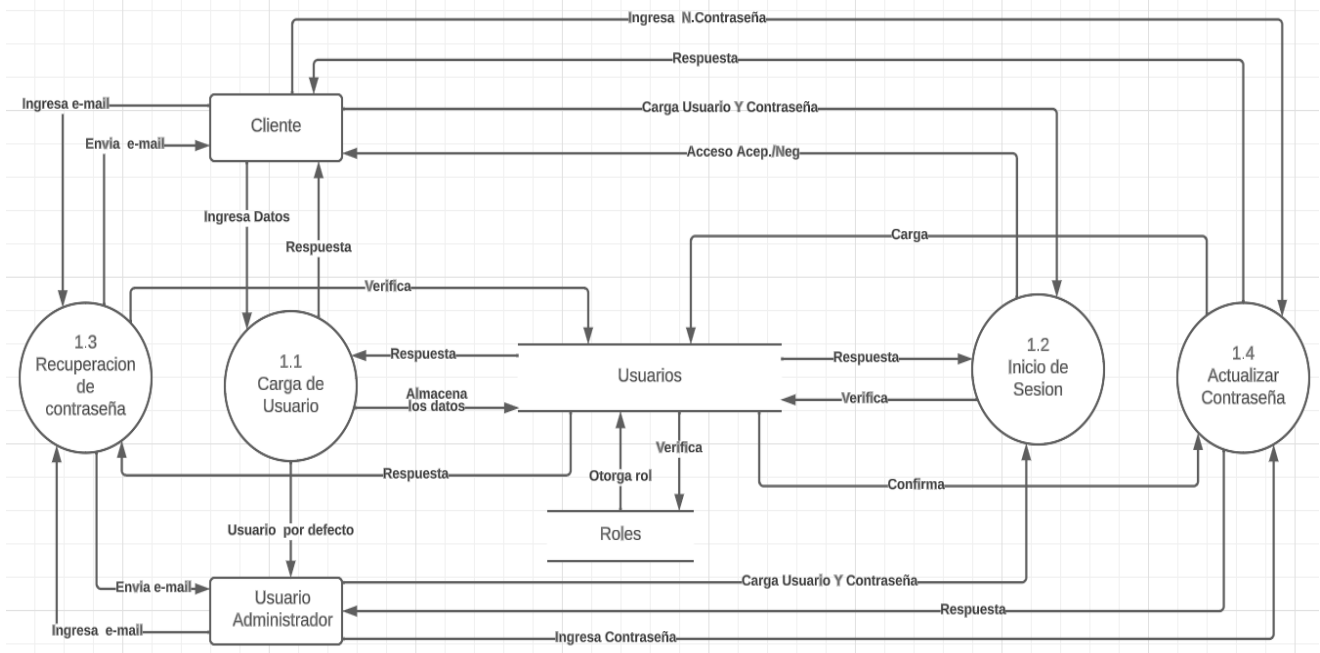 Ingresa N.Contraseña
Respuesta
Ingresa e-mail
Carga Usuario Y Contraseña
Cliente
Envia e-mail
Acceso Acep./Neg
Ingresa Datos
Respuesta
Carga
Verifica
1.3
Recuperacion
de
contraseña
1.1
Carga de
Usuario
Respuesta
Almacena
los datos
Usuarios
Respuesta
Verifica
1.2
Inicio de
Sesion
1.4
Actualizar
Contraseña
Verifica
Respuesta
Otorga rol
Confirma
Usuario por defecto
Roles
Envia e-mail
Carga Usuario Y Contraseña
Usuario
Administrador
Respuesta
Ingresa e-mail
Ingresa Contraseña